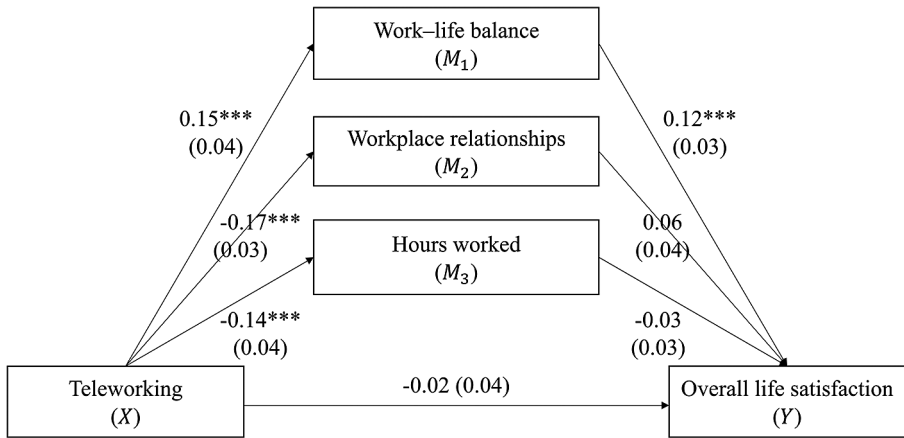 Work–life balance
(M₁)
0.15***
(0.04)
0.12***
(0.03)
Workplace relationships
(M₂)
-0.17***
(0.03)
0.06
(0.04)
Hours worked
(M₃)
-0.14***
(0.04)
-0.03
(0.03)
Teleworking
(X)
-0.02 (0.04)
Overall life satisfaction
(Y)